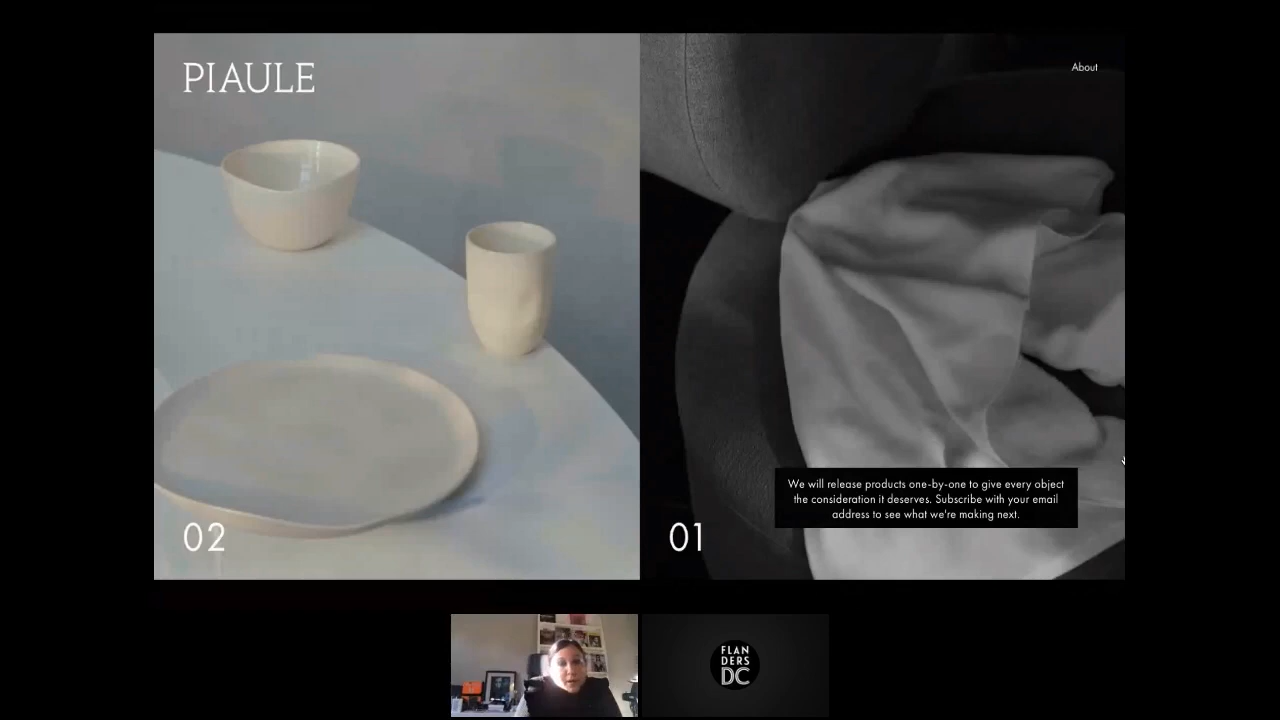 PIAULE
About
We will release products one-by-one to give every object
the consideration it deserves. Subscribe with your email
address to see what we're making next.
02
01
FLAN
DERS
DC